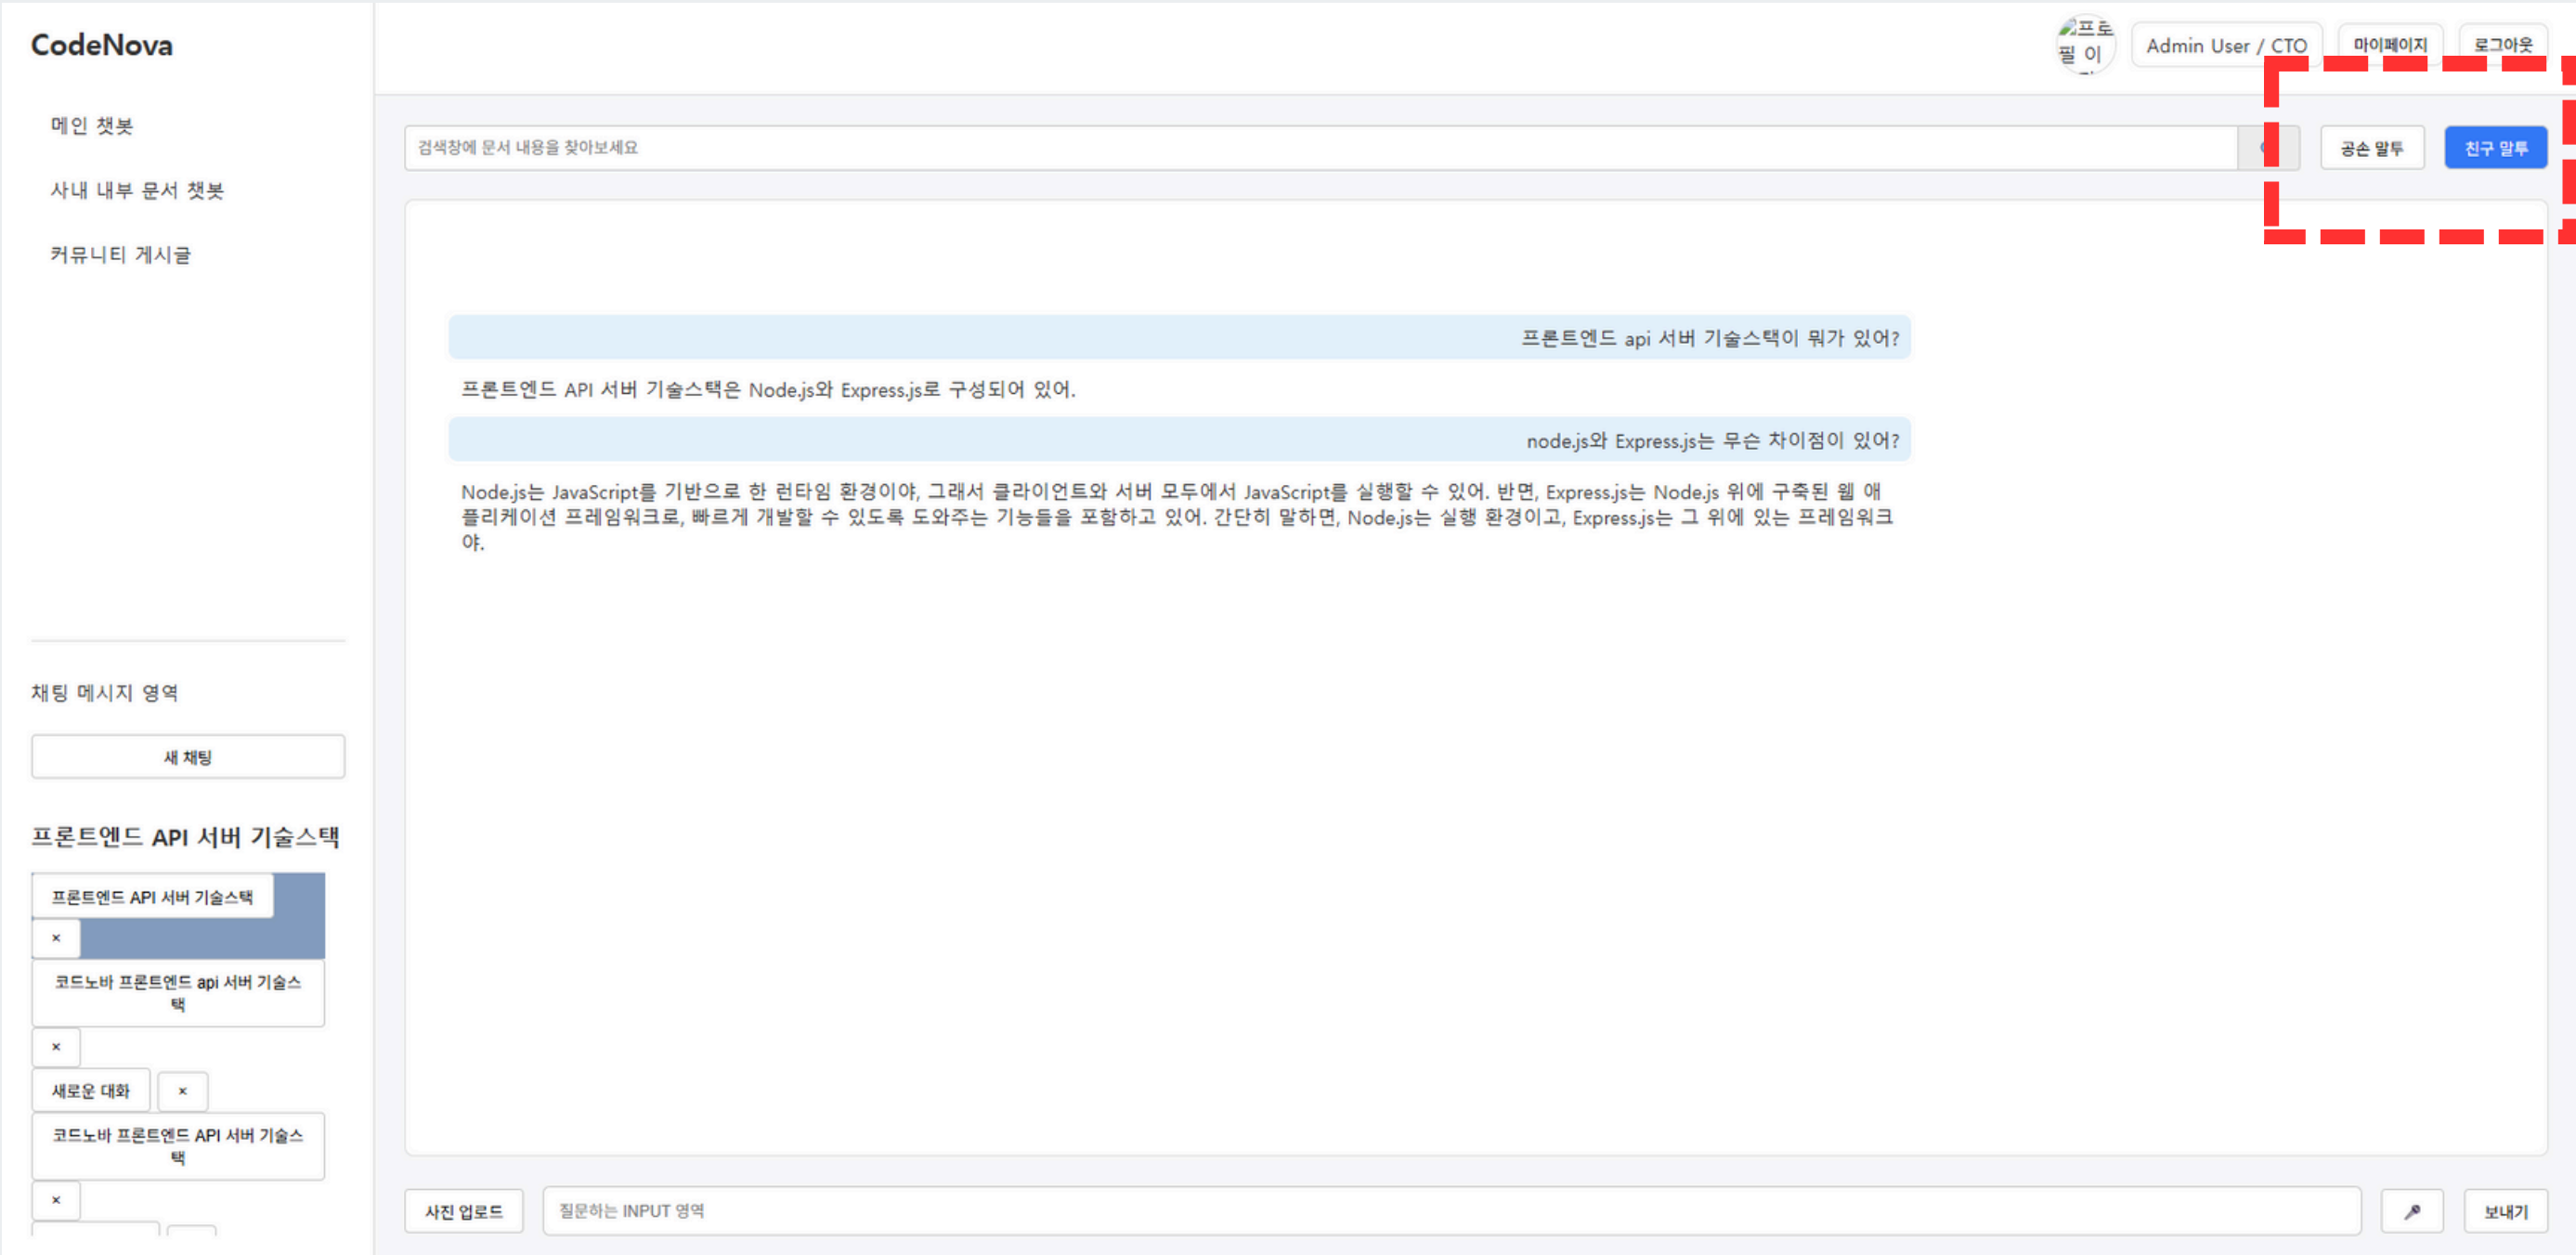 CodeNova
메인 챗봇
사내 내부 문서 챗봇
커뮤니티 게시글
채팅 메시지 영역
새 채팅
프론트엔드 API 서버 기술스택
프론트엔드 API 서버 기술스택
×
코드노바 프론트엔드 api 서버 기술스
택
×
새로운 대화
×
코드노바 프론트엔드 API 서버 기술스
택
×
프로
필 이
Admin User / CTO
마이페이지
로그아웃
검색창에 문서 내용을 찾아보세요
공손 말투
친구 말투
프론트엔드 api 서버 기술스택이 뭐가 있어?
프론트엔드 API 서버 기술스택은 Node.js와 Express.js로 구성되어 있어.
node.js와 Express.js는 무슨 차이점이 있어?
Node.js는 JavaScript를 기반으로 한 런타임 환경이야, 그래서 클라이언트와 서버 모두에서 JavaScript를 실행할 수 있어. 반면, Express.js는 Node.js 위에 구축된 웹 애
플리케이션 프레임워크로, 빠르게 개발할 수 있도록 도와주는 기능들을 포함하고 있어. 간단히 말하면, Node.js는 실행 환경이고, Express.js는 그 위에 있는 프레임워크
야.
사진 업로드
질문하는 INPUT 영역
보내기